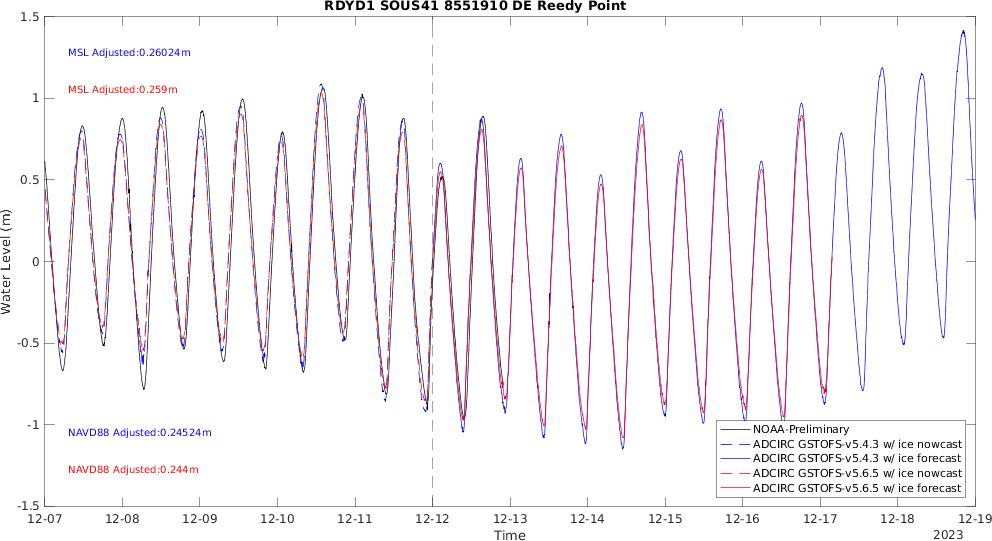 RDYD1 SOUS41 8551910 DE Reedy Point
1.5
1
0.5
0
-0.5
-1
-1.5
Water Level (m)
MSL Adjusted:0.26024m
MSL Adjusted:0.259m
NAVD88 Adjusted:0.24524m
NAVD88 Adjusted:0.244m
NOAA-Preliminary
ADCIRC GSTOFS-v5.4.3 w/ ice nowcast
ADCIRC GSTOFS-v5.4.3 w/ ice forecast
ADCIRC GSTOFS-v5.6.5 w/ ice nowcast
ADCIRC GSTOFS-v5.6.5 w/ ice forecast
12-07 12-08 12-09 12-10 12-11 12-12 12-13 12-14 12-15 12-16 12-17 12-18 12-19
Time
2023